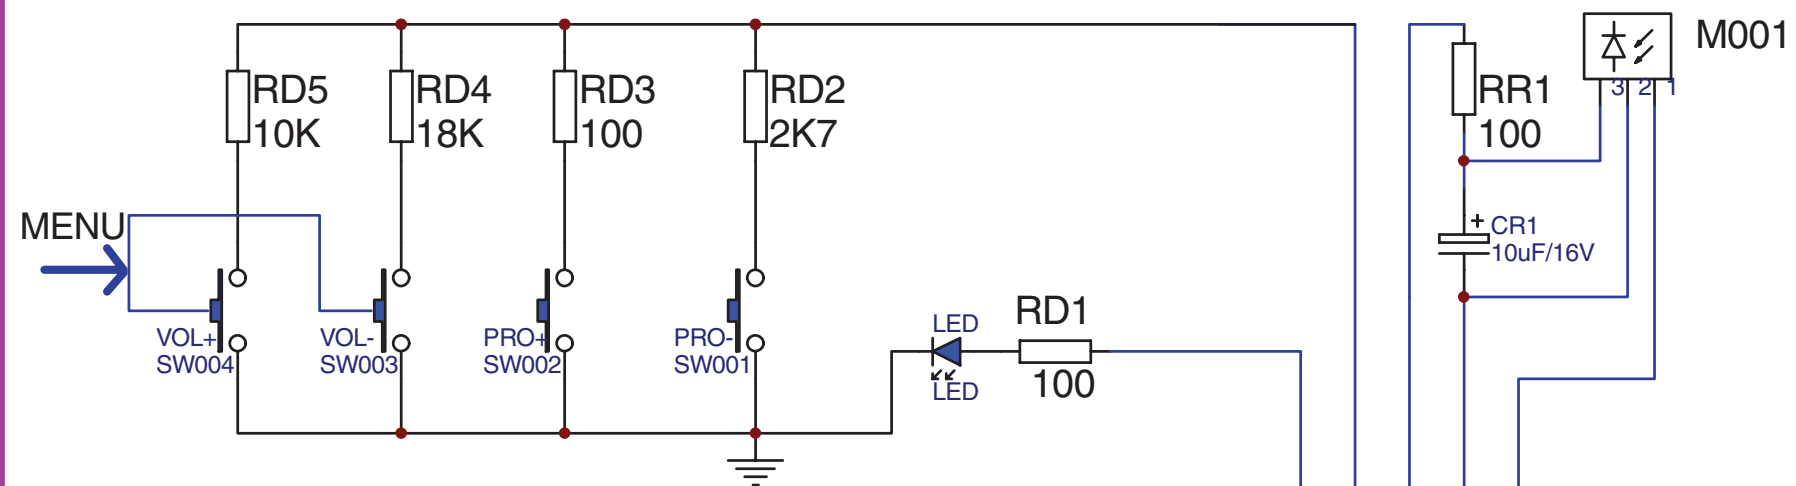 M001
RD5
10K
RD4
18K
RD3
100
RD2
2K7
RR1
100
3 2 1
MENU
+
CR1
10uF/16V
VOL+
SW004
VOL-
SW003
PRO+
SW002
PRO-
SW001
LED
LED
RD1
100